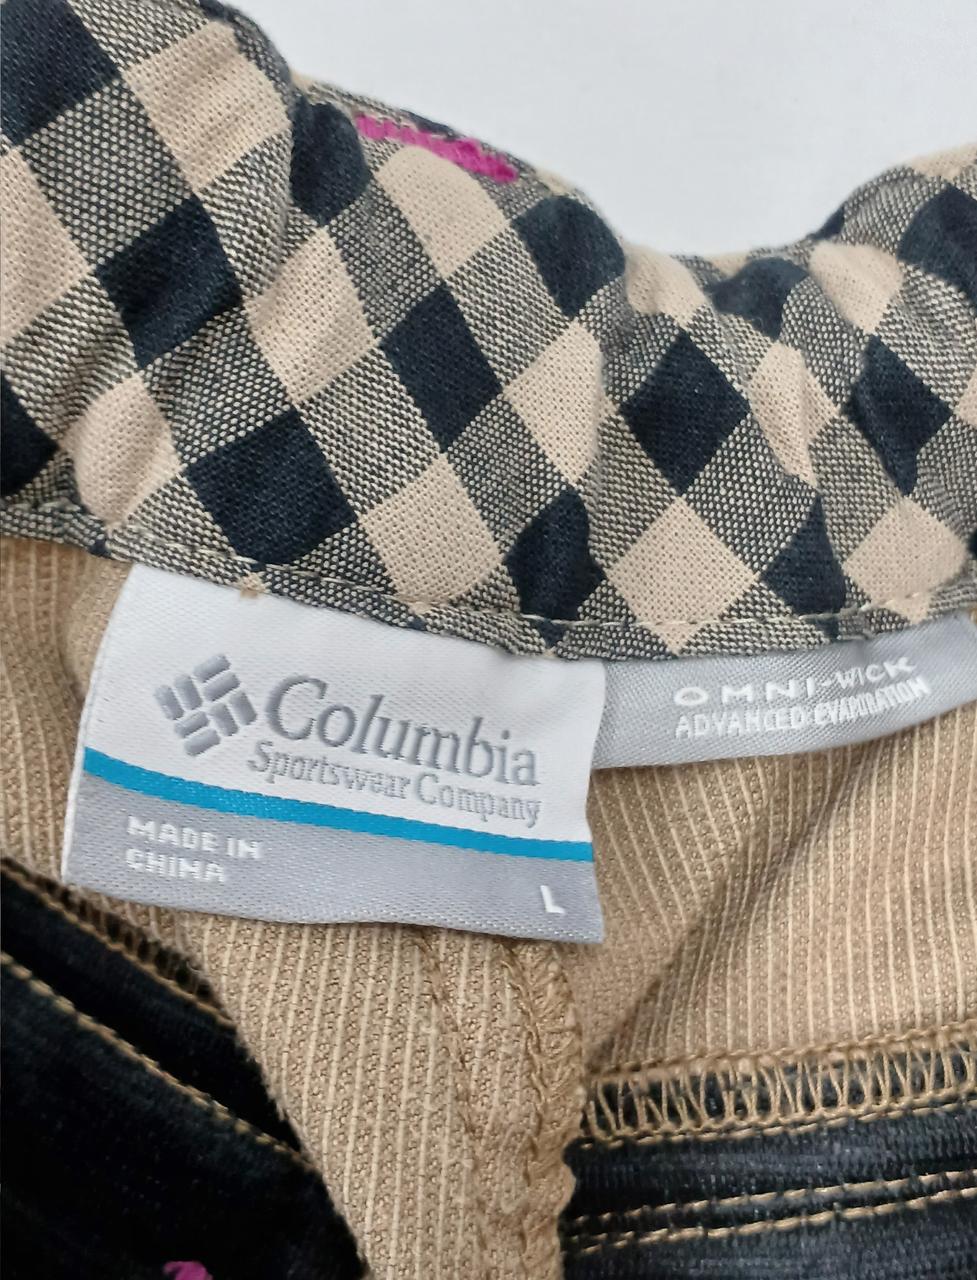 Columbia
Sportswear Company
MADE IN
CHINA
L
OMNI-WICK
ADVANCED EVAPORATION